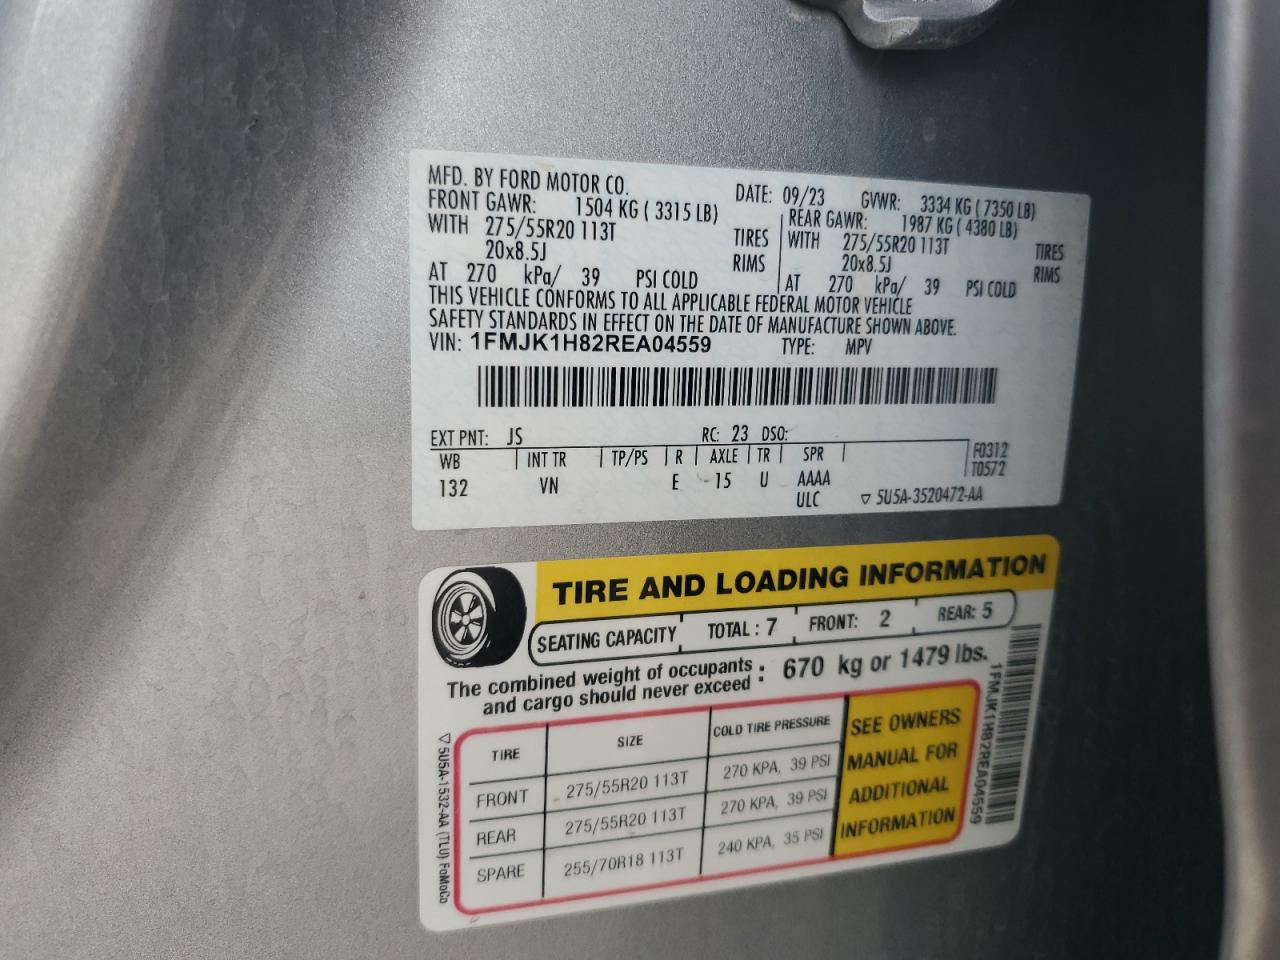 MFD. BY FORD MOTOR CO. DATE: 09/23 GVWR: 3334 KG ( 7350 LB)
FRONT GAWR: 1504 KG ( 3315 LB) REAR GAWR: 1987 KG ( 4380 LB)
WITH 275/55R20 113T TIRES WITH 275/55R20 113T TIRES
20x8.5J RIMS 20x8.5J RIMS
AT 270 kPa/ 39 PSI COLD AT 270 kPa/ 39 PSI COLD
THIS VEHICLE CONFORMS TO ALL APPLICABLE FEDERAL MOTOR VEHICLE
SAFETY STANDARDS IN EFFECT ON THE DATE OF MANUFACTURE SHOWN ABOVE.
VIN: 1FMJK1H82REA04559 TYPE: MPV
EXT PNT: JS RC: 23 DSO:
WB INT TR TP/PS R AXLE TR SPR F0312
T0572
132 VN E 15 U AAAA
ULC ▽ 5U5A-3520472-AA
TIRE AND LOADING INFORMATION
SEATING CAPACITY TOTAL : 7 FRONT: 2 REAR: 5
The combined weight of occupants
and cargo should never exceed : 670 kg or 1479 lbs.
TIRE SIZE COLD TIRE PRESSURE
FRONT 275/55R20 113T 270 KPA, 39 PSI
REAR 275/55R20 113T 270 KPA, 39 PSI
SPARE 255/70R18 113T 240 KPA, 35 PSI
SEE OWNERS
MANUAL FOR
ADDITIONAL
INFORMATION
▽ 5U5A-1532-AA (TLU) FoMoCo
1FMJK1H82REA04559